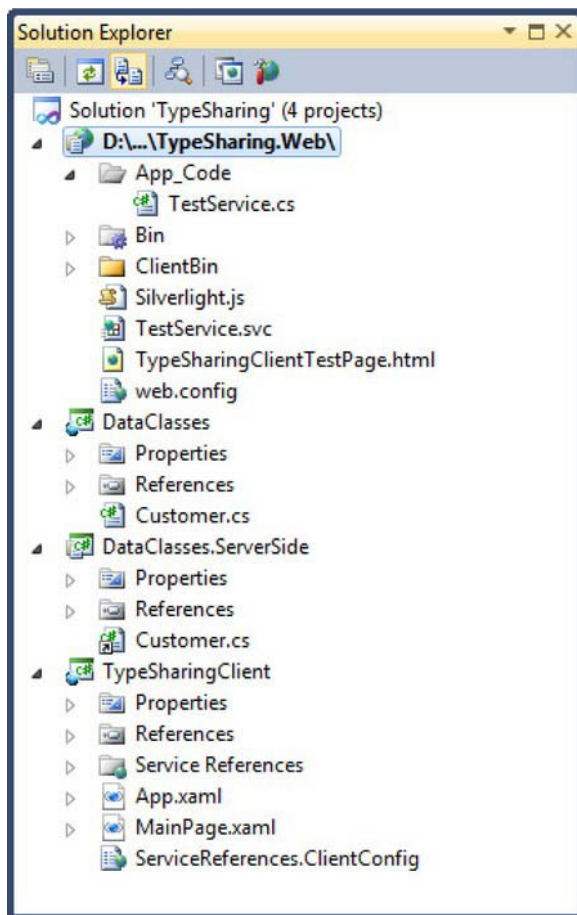 Solution Explorer
Solution 'TypeSharing' (4 projects)
D:\...\TypeSharing.Web\
App_Code
TestService.cs
Bin
ClientBin
Silverlight.js
TestService.svc
TypeSharingClientTestPage.html
web.config
DataClasses
Properties
References
Customer.cs
DataClasses.ServerSide
Properties
References
Customer.cs
TypeSharingClient
Properties
References
Service References
App.xaml
MainPage.xaml
ServiceReferences.ClientConfig